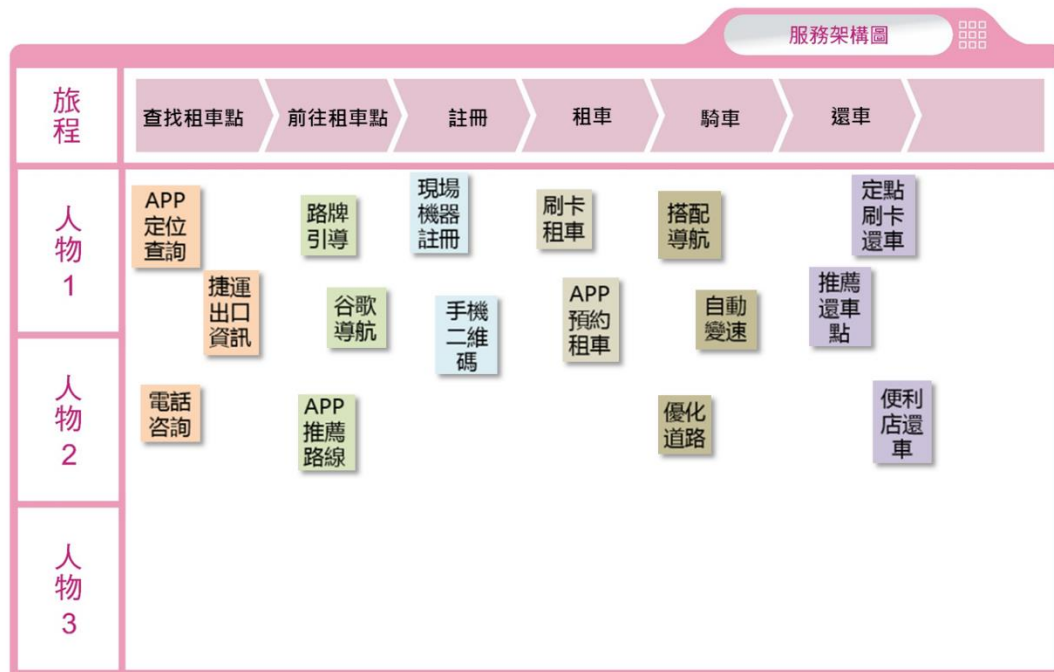 服務架構圖
旅
程
查找租車點
前往租車點
註冊
租車
騎車
還車
人
物
1
APP
定位
查詢
捷運
出口
資訊
路牌
引導
谷歌
導航
現場
機器
註冊
手機
二維
碼
刷卡
租車
APP
預約
租車
搭配
導航
自動
變速
定點
刷卡
還車
推薦
還車
點
人
物
2
電話
咨詢
APP
推薦
路線
優化
道路
便利
店還
車
人
物
3